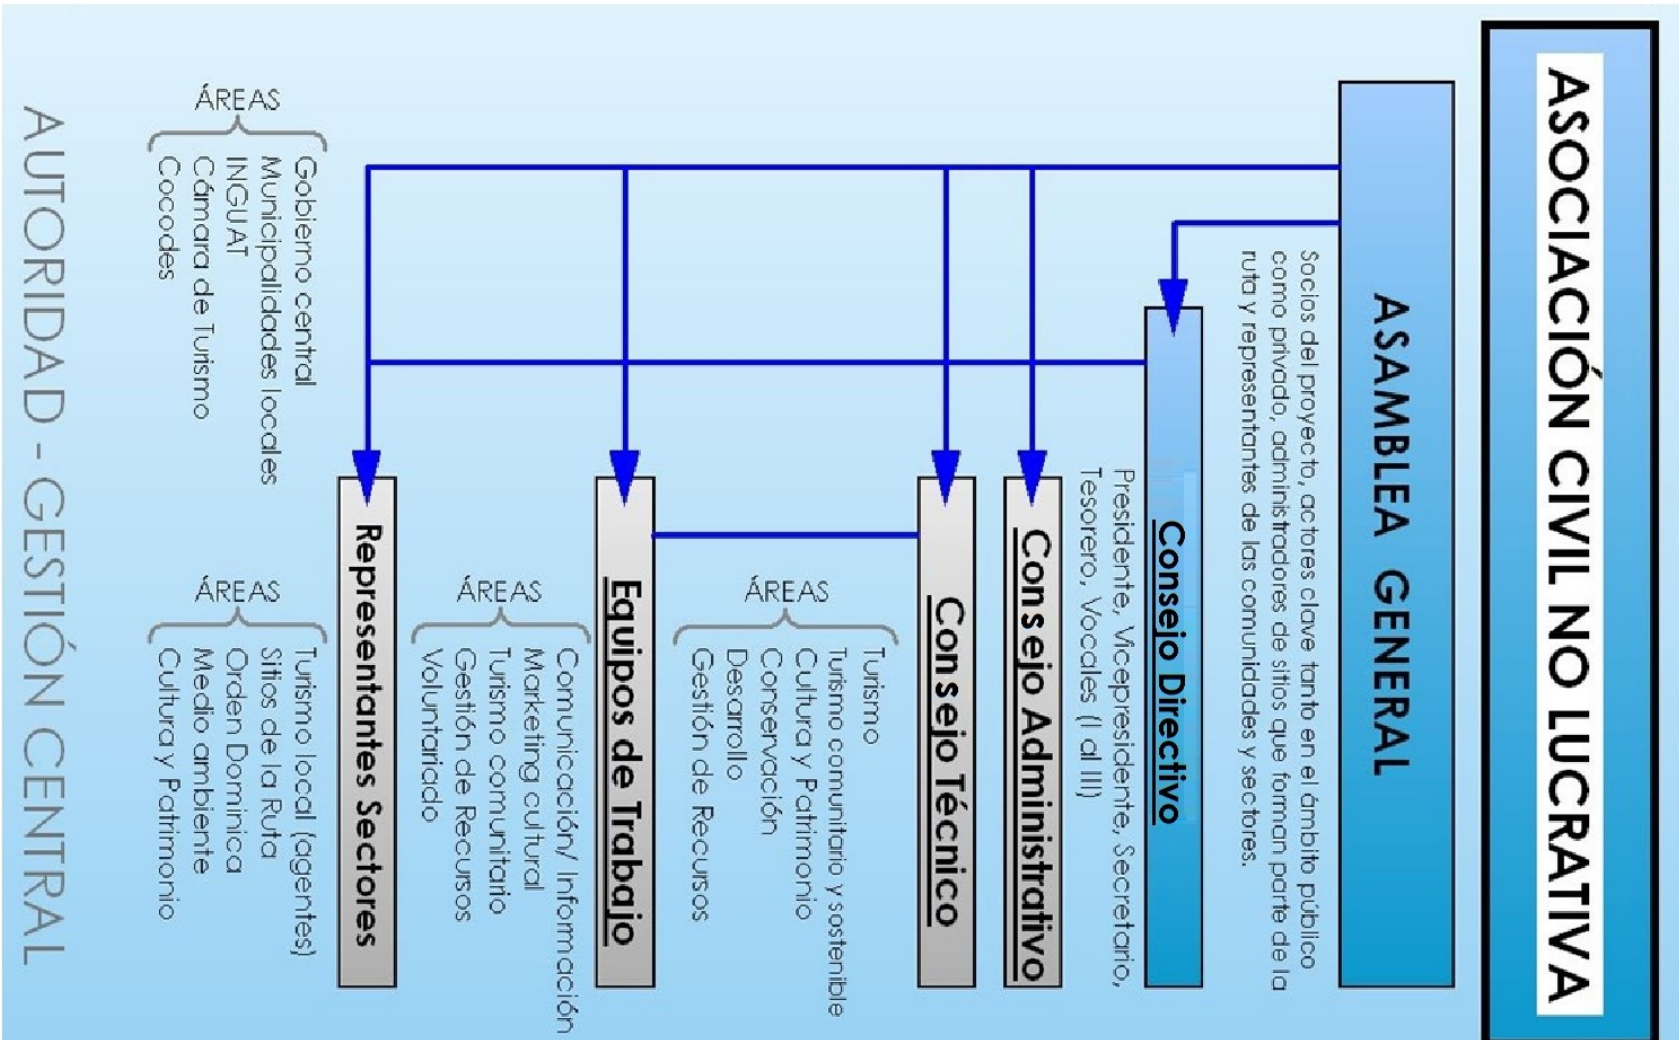 ASOCIACIÓN CIVIL NO LUCRATIVA
ASAMBLEA GENERAL
Socios del proyecto, actores clave tanto en el ámbito público
como privado, administradores de sitios que forman parte de la
ruta y representantes de las comunidades y sectores.
Consejo Directivo
Presidente, Vicepresidente, Secretario,
Tesorero, Vocales (I al III)
Consejo Administrativo
Consejo Técnico
ÁREAS
Turismo
Turismo comunitario y sostenible
Cultura y Patrimonio
Conservación
Desarrollo
Gestión de Recursos
Equipos de Trabajo
ÁREAS
Comunicación/ Información
Marketing cultural
Turismo comunitario
Gestión de Recursos
Voluntariado
Representantes Sectores
ÁREAS
Gobierno central
Municipalidades locales
INGUAT
Cámara de Turismo
Cocodes
ÁREAS
Turismo local (agentes)
Sitios de la Ruta
Orden Dominica
Medio ambiente
Cultura y Patrimonio
AUTORIDAD - GESTIÓN CENTRAL